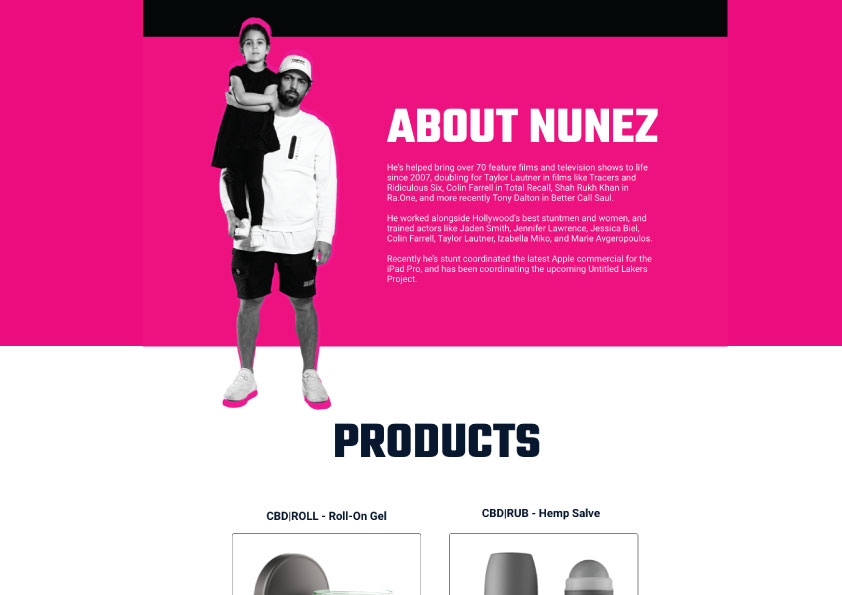 ABOUT NUNEZ
He's helped bring over 70 feature films and television shows to life
since 2007, doubling for Taylor Lautner in films like Tracers and
Ridiculous Six, Colin Farrell in Total Recall, Shah Rukh Khan in
Ra.One, and more recently Tony Dalton in Better Call Saul.
He worked alongside Hollywood's best stuntmen and women, and
trained actors like Jaden Smith, Jennifer Lawrence, Jessica Biel,
Colin Farrell, Taylor Lautner, Izabella Miko, and Marie Avgeropoulos.
Recently he's stunt coordinated the latest Apple commercial for the
iPad Pro, and has been coordinating the upcoming Untitled Lakers
Project.
PRODUCTS
CBD|ROLL - Roll-On Gel
CBD|RUB - Hemp Salve